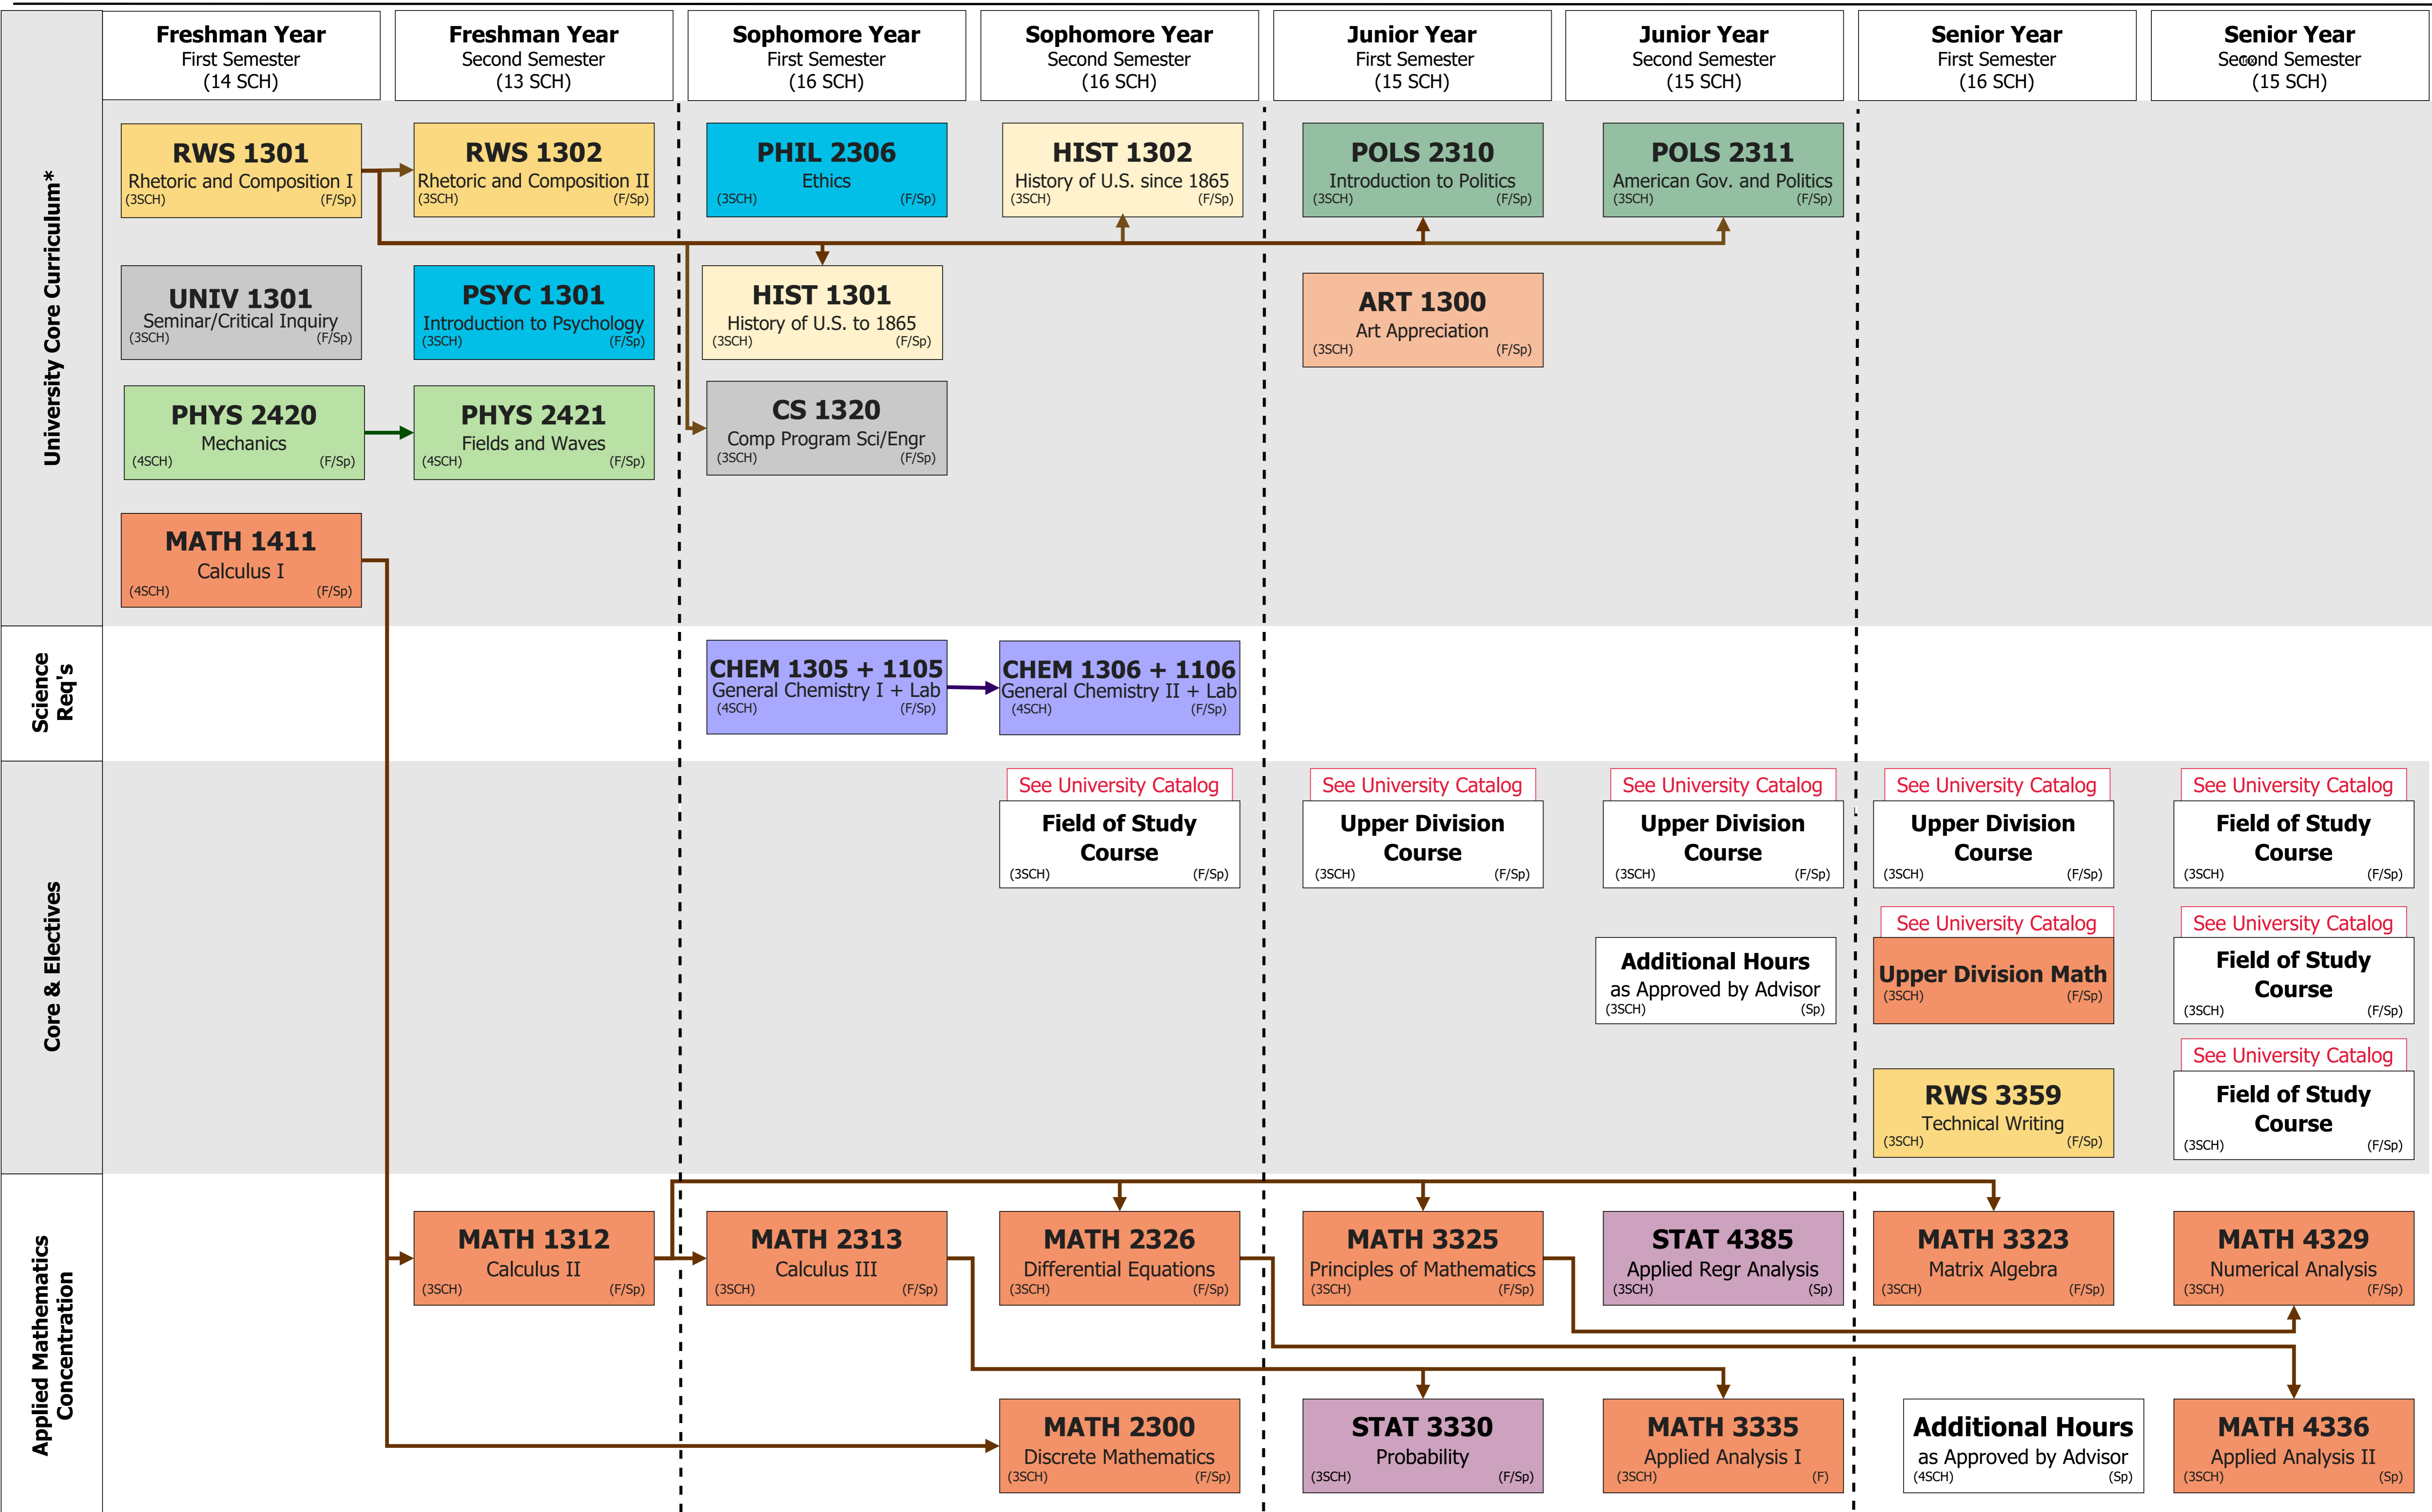 Freshman Year
First Semester
(14 SCH)
Freshman Year
Second Semester
(13 SCH)
Sophomore Year
First Semester
(16 SCH)
Sophomore Year
Second Semester
(16 SCH)
Junior Year
First Semester
(15 SCH)
Junior Year
Second Semester
(15 SCH)
Senior Year
First Semester
(16 SCH)
Senior Year
Second Semester
(15 SCH)
University Core Curriculum*
RWS 1301
Rhetoric and Composition I
(3SCH) (F/Sp)
RWS 1302
Rhetoric and Composition II
(3SCH) (F/Sp)
PHIL 2306
Ethics
(3SCH) (F/Sp)
HIST 1302
History of U.S. since 1865
(3SCH) (F/Sp)
POLS 2310
Introduction to Politics
(3SCH) (F/Sp)
POLS 2311
American Gov. and Politics
(3SCH) (F/Sp)
UNIV 1301
Seminar/Critical Inquiry
(3SCH) (F/Sp)
PSYC 1301
Introduction to Psychology
(3SCH) (F/Sp)
HIST 1301
History of U.S. to 1865
(3SCH) (F/Sp)
ART 1300
Art Appreciation
(3SCH) (F/Sp)
PHYS 2420
Mechanics
(4SCH) (F/Sp)
PHYS 2421
Fields and Waves
(4SCH) (F/Sp)
CS 1320
Comp Program Sci/Engr
(3SCH) (F/Sp)
MATH 1411
Calculus I
(4SCH) (F/Sp)
Science
Req's
CHEM 1305 + 1105
General Chemistry I + Lab
(4SCH) (F/Sp)
CHEM 1306 + 1106
General Chemistry II + Lab
(4SCH) (F/Sp)
Core & Electives
See University Catalog
Field of Study
Course
(3SCH) (F/Sp)
See University Catalog
Upper Division
Course
(3SCH) (F/Sp)
See University Catalog
Upper Division
Course
(3SCH) (F/Sp)
See University Catalog
Upper Division
Course
(3SCH) (F/Sp)
See University Catalog
Field of Study
Course
(3SCH) (F/Sp)
Additional Hours
as Approved by Advisor
(3SCH) (Sp)
See University Catalog
Upper Division Math
(3SCH) (F/Sp)
See University Catalog
Field of Study
Course
(3SCH) (F/Sp)
RWS 3359
Technical Writing
(3SCH) (F/Sp)
See University Catalog
Field of Study
Course
(3SCH) (F/Sp)
Applied Mathematics
Concentration
MATH 1312
Calculus II
(3SCH) (F/Sp)
MATH 2313
Calculus III
(3SCH) (F/Sp)
MATH 2326
Differential Equations
(3SCH) (F/Sp)
MATH 3325
Principles of Mathematics
(3SCH) (F/Sp)
STAT 4385
Applied Regr Analysis
(3SCH) (Sp)
MATH 3323
Matrix Algebra
(3SCH) (F/Sp)
MATH 4329
Numerical Analysis
(3SCH) (F/Sp)
MATH 2300
Discrete Mathematics
(3SCH) (F/Sp)
STAT 3330
Probability
(3SCH) (F/Sp)
MATH 3335
Applied Analysis I
(3SCH) (F)
Additional Hours
as Approved by Advisor
(4SCH) (Sp)
MATH 4336
Applied Analysis II
(3SCH) (Sp)